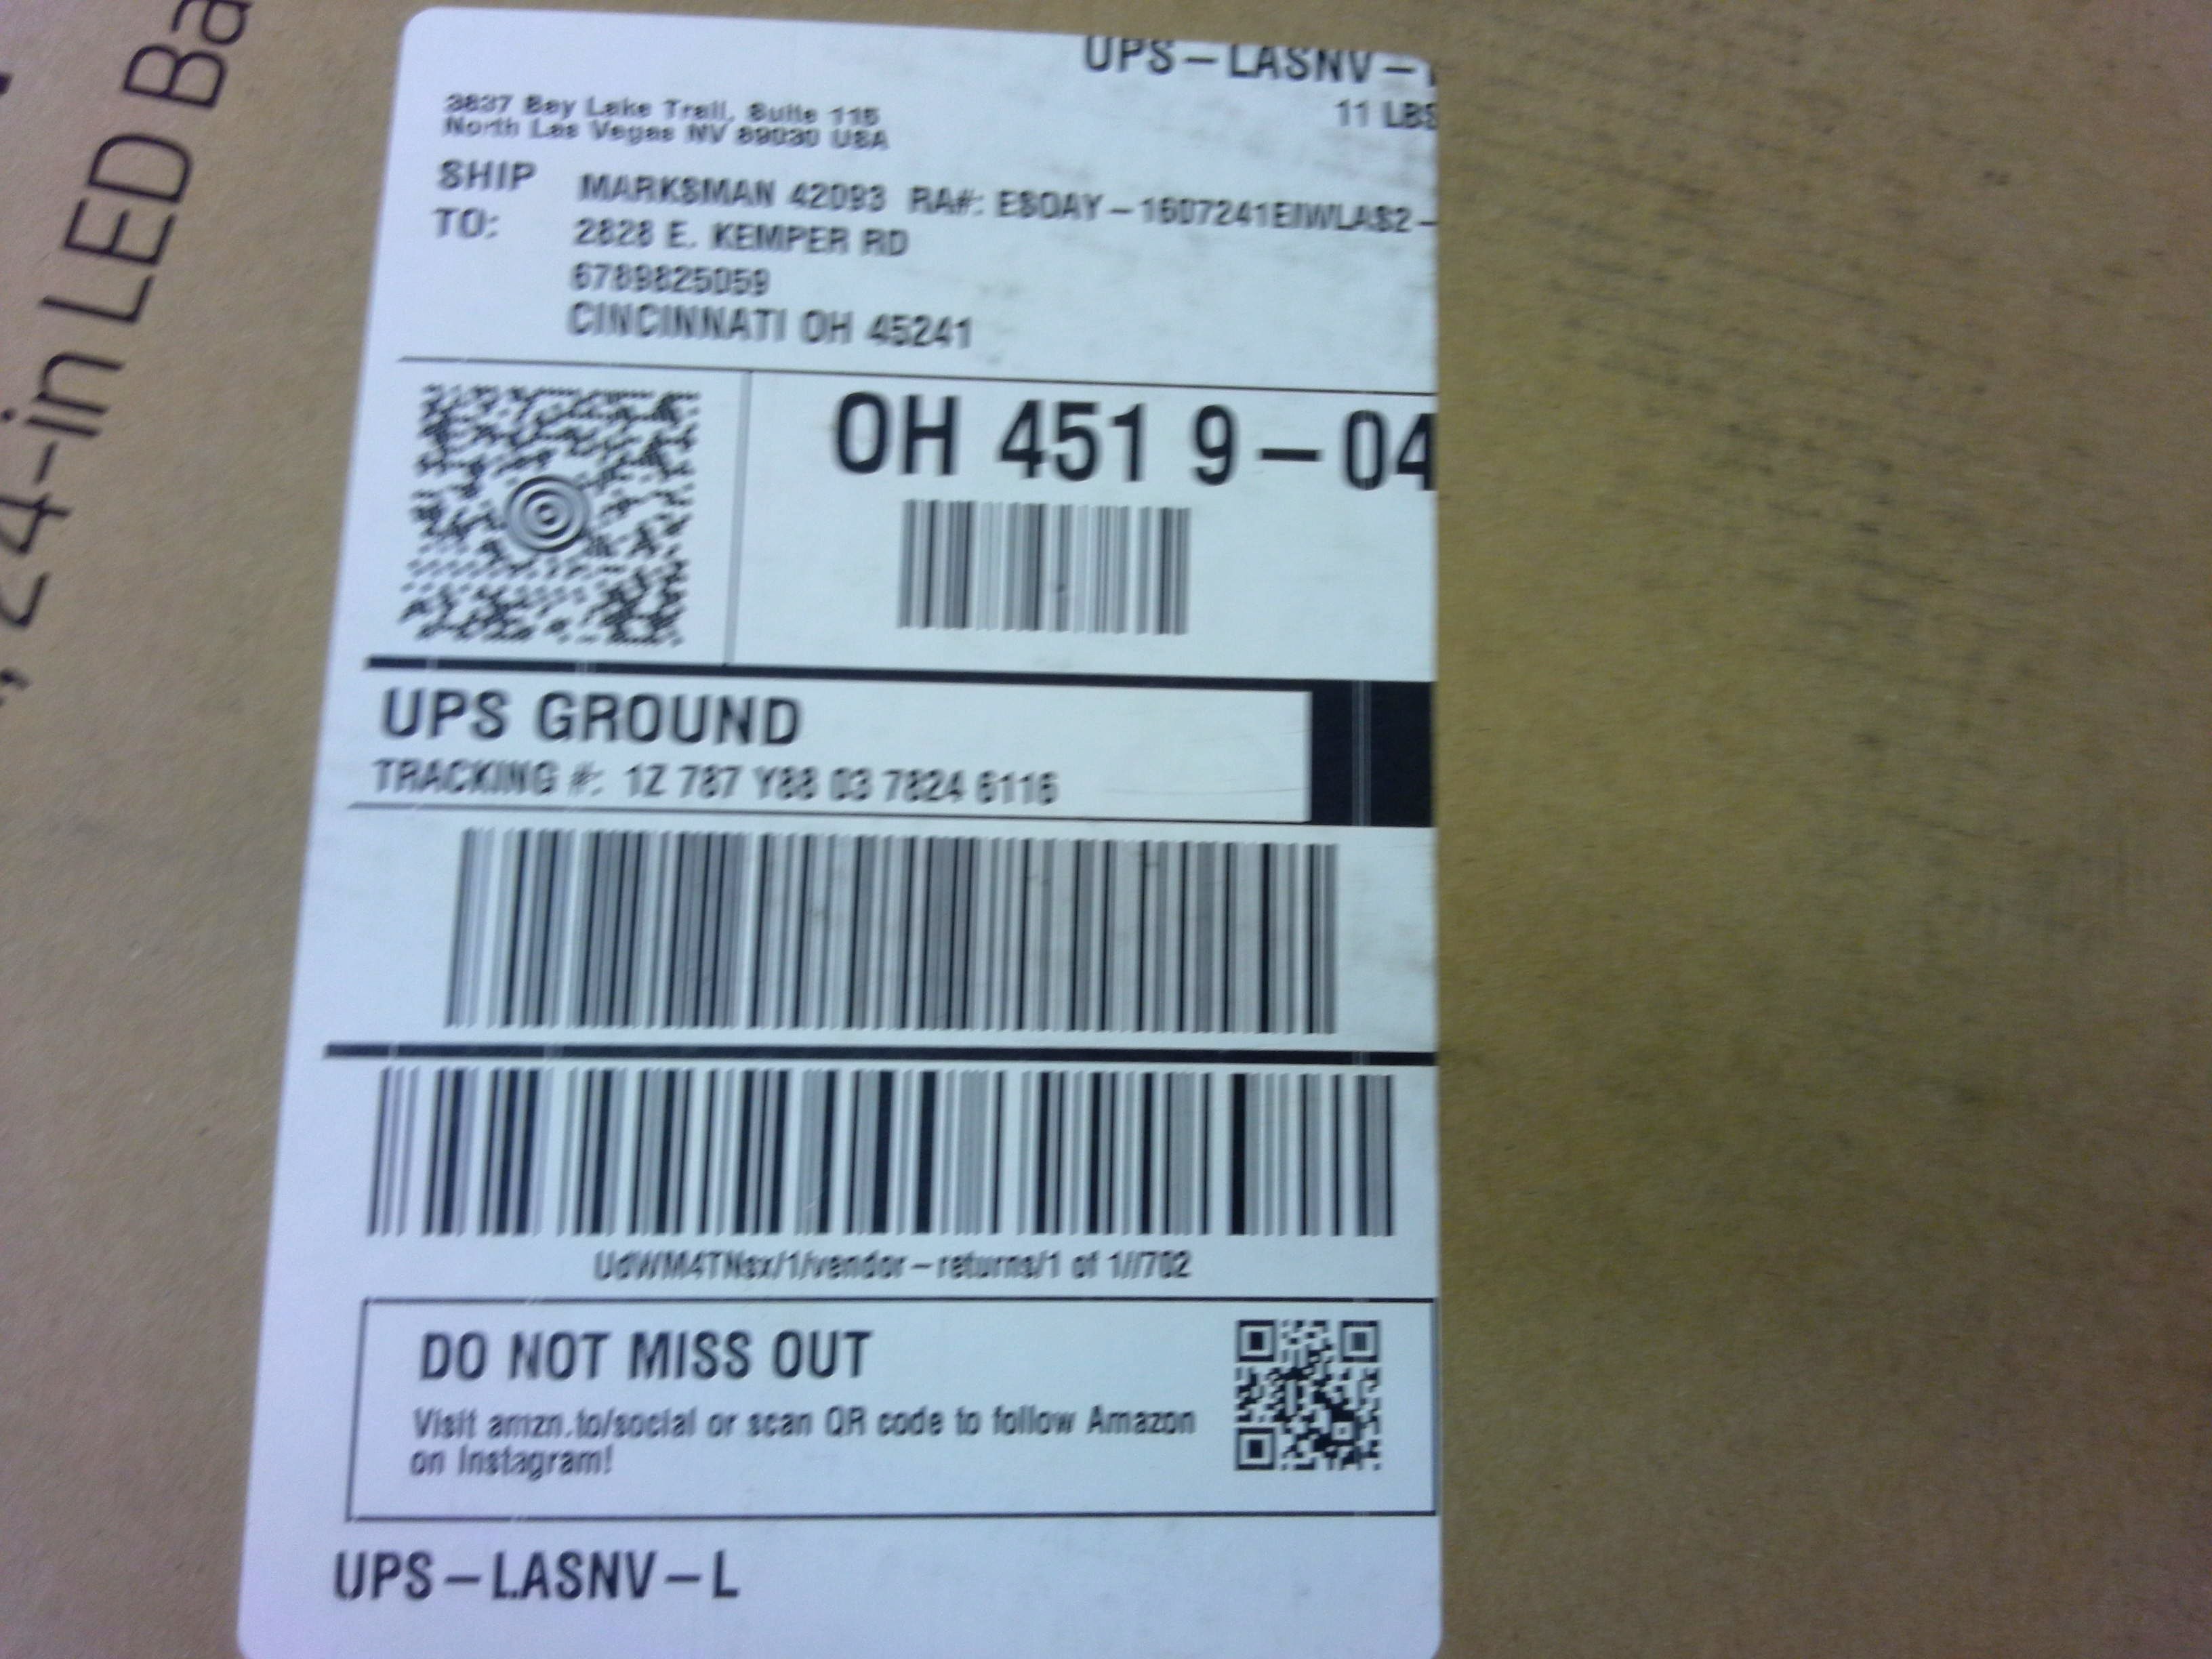 UPS – LASNV –
11 LBS
3837 Bay Lake Trail, Suite 115
North Las Vegas NV 89030 USA
SHIP TO:
MARKSMAN 42093 RA#:
2828 E. KEMPER RD
6789825059
CINCINNATI OH 45241
OH 451 9 – 04
UPS GROUND
TRACKING #: 1Z 787 Y88 03 7824 6116
UdWM4TNsx/1/vendor – returns/1 of 1//702
DO NOT MISS OUT
Visit amzn.to/social or scan QR code to follow Amazon
on Instagram!
UPS – LASNV – L
24-in LED Ba